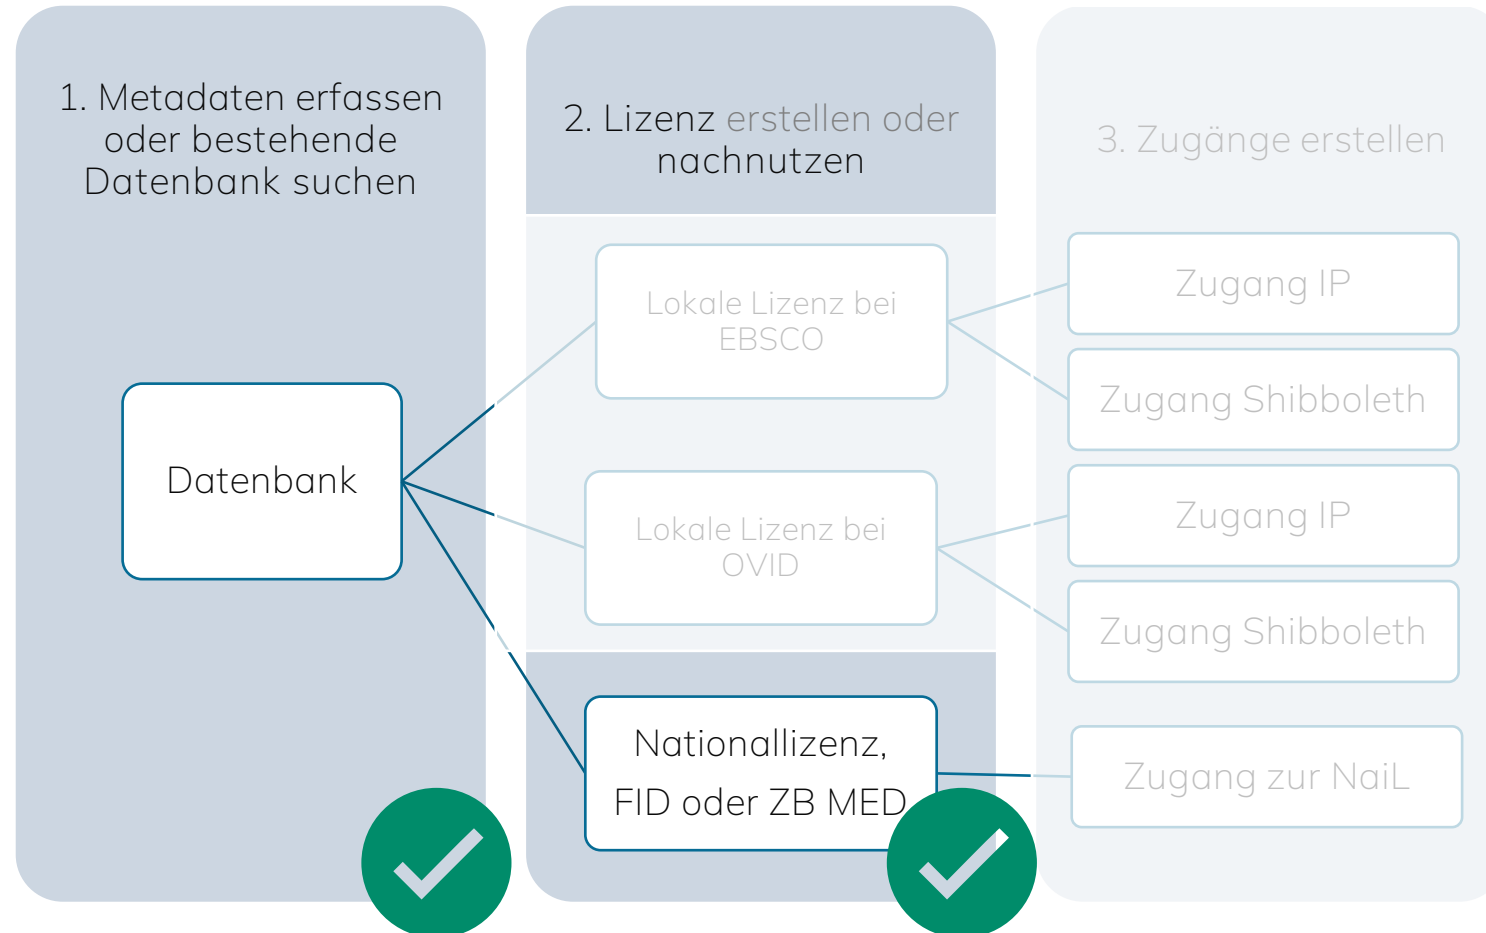 1. Metadaten erfassen
oder bestehende
Datenbank suchen
Datenbank
2. Lizenz erstellen oder
nachnutzen
Lokale Lizenz bei
EBSCO
Lokale Lizenz bei
OVID
Nationallizenz,
FID oder ZB MED
3. Zugänge erstellen
Zugang IP
Zugang Shibboleth
Zugang IP
Zugang Shibboleth
Zugang zur NaiL